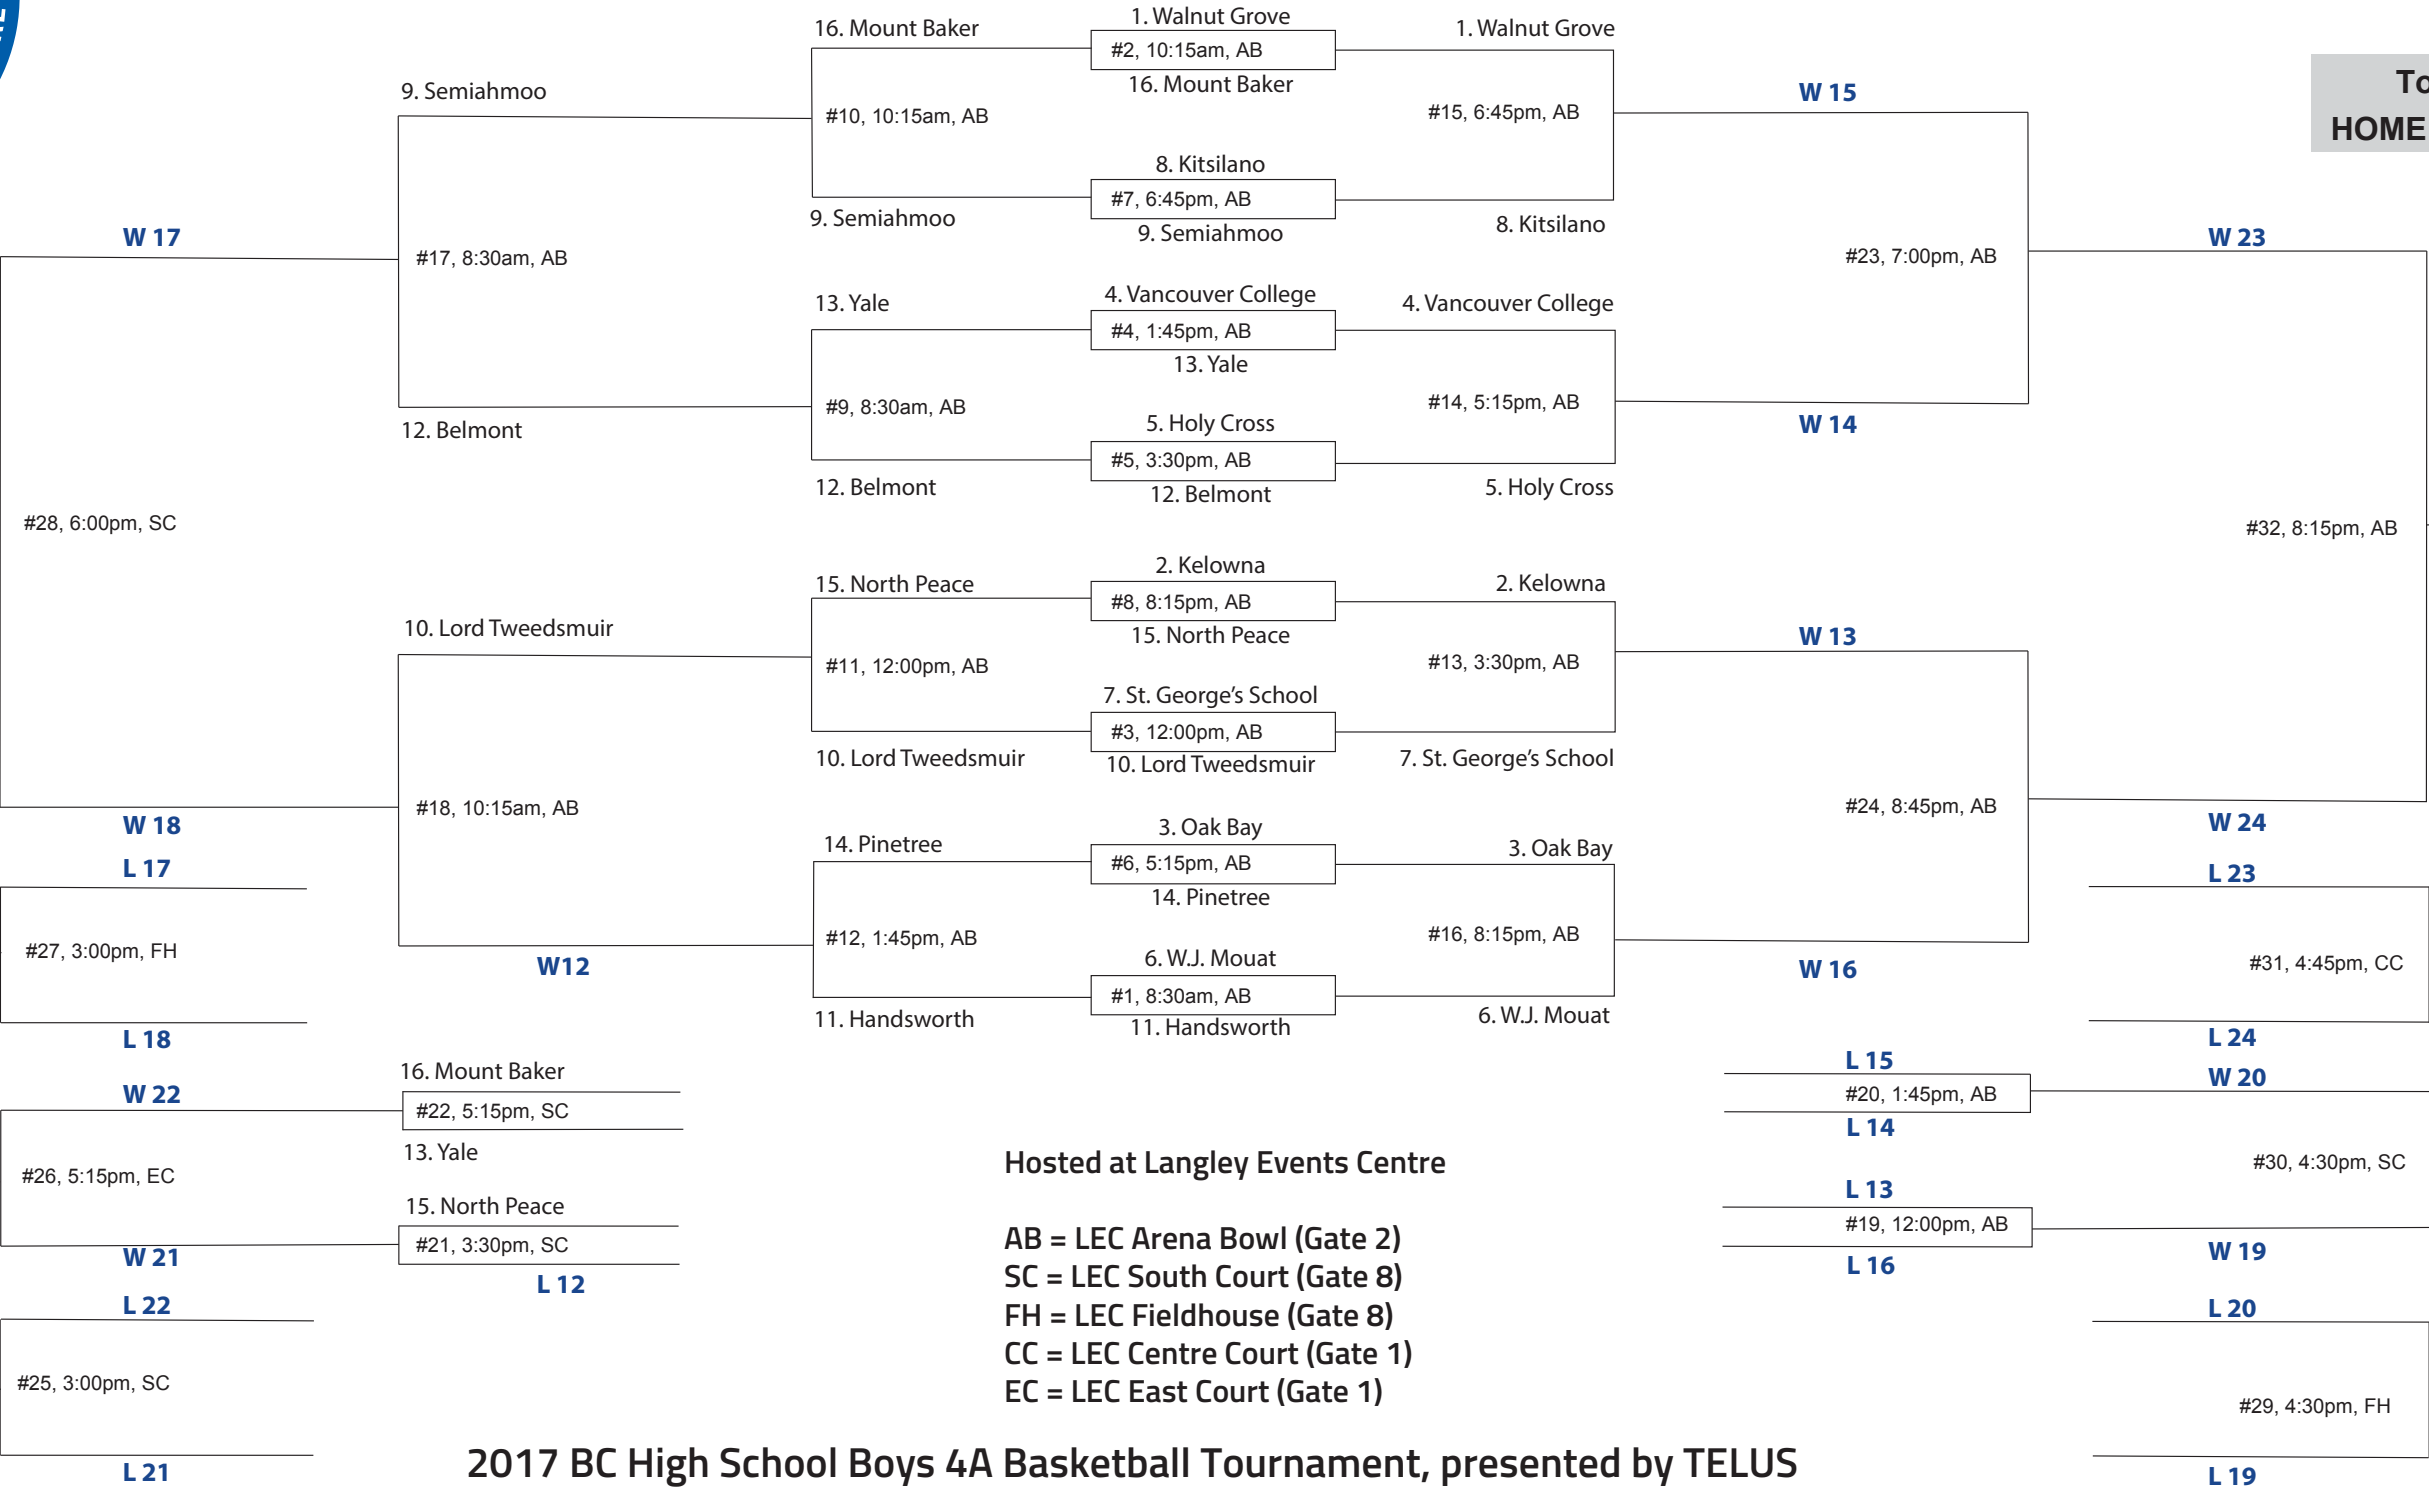 16. Mount Baker
1. Walnut Grove
#2, 10:15am, AB
16. Mount Baker
1. Walnut Grove
To
HOME
9. Semiahmoo
#10, 10:15am, AB
#15, 6:45pm, AB
W 15
8. Kitsilano
#7, 6:45pm, AB
9. Semiahmoo
9. Semiahmoo
8. Kitsilano
W 17
#17, 8:30am, AB
#23, 7:00pm, AB
W 23
13. Yale
4. Vancouver College
#4, 1:45pm, AB
13. Yale
4. Vancouver College
#9, 8:30am, AB
#14, 5:15pm, AB
12. Belmont
5. Holy Cross
#5, 3:30pm, AB
12. Belmont
W 14
12. Belmont
5. Holy Cross
#28, 6:00pm, SC
#32, 8:15pm, AB
15. North Peace
2. Kelowna
#8, 8:15pm, AB
15. North Peace
2. Kelowna
10. Lord Tweedsmuir
W 13
#11, 12:00pm, AB
#13, 3:30pm, AB
7. St. George's School
#3, 12:00pm, AB
10. Lord Tweedsmuir
10. Lord Tweedsmuir
7. St. George's School
#18, 10:15am, AB
#24, 8:45pm, AB
W 18
W 24
14. Pinetree
3. Oak Bay
#6, 5:15pm, AB
14. Pinetree
3. Oak Bay
L 17
L 23
#12, 1:45pm, AB
#16, 8:15pm, AB
#27, 3:00pm, FH
W12
6. W.J. Mouat
#1, 8:30am, AB
11. Handsworth
W 16
#31, 4:45pm, CC
11. Handsworth
6. W.J. Mouat
L 18
L 24
16. Mount Baker
L 15
W 22
#22, 5:15pm, SC
#20, 1:45pm, AB
W 20
13. Yale
L 14
#26, 5:15pm, EC
#30, 4:30pm, SC
15. North Peace
L 13
#21, 3:30pm, SC
#19, 12:00pm, AB
W 21
W 19
L 12
L 16
L 22
L 20
#25, 3:00pm, SC
#29, 4:30pm, FH
L 21
L 19
Hosted at Langley Events Centre
AB = LEC Arena Bowl (Gate 2)
SC = LEC South Court (Gate 8)
FH = LEC Fieldhouse (Gate 8)
CC = LEC Centre Court (Gate 1)
EC = LEC East Court (Gate 1)
2017 BC High School Boys 4A Basketball Tournament, presented by TELUS